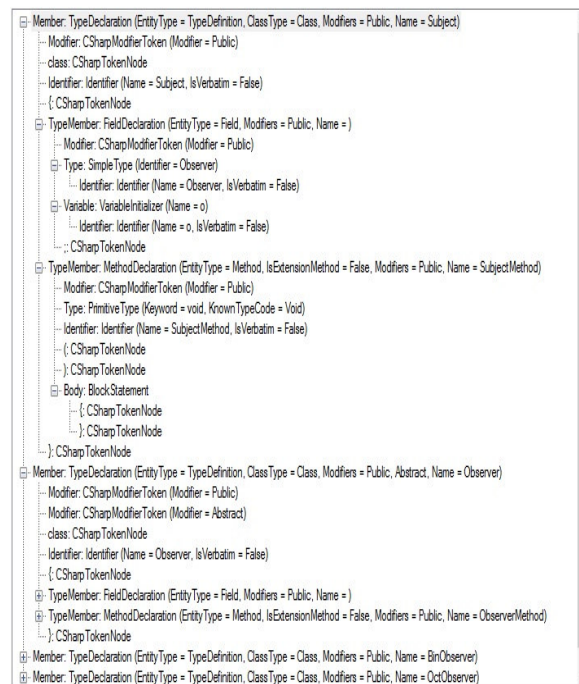 Member: TypeDeclaration (EntityType = TypeDefinition, ClassType = Class, Modifiers = Public, Name = Subject)
Modifier: CSharpModifierToken (Modifier = Public)
class: CSharpTokenNode
Identifier: Identifier (Name = Subject, IsVerbatim = False)
{: CSharpTokenNode
TypeMember: FieldDeclaration (EntityType = Field, Modifiers = Public, Name = )
Modifier: CSharpModifierToken (Modifier = Public)
Type: SimpleType (Identifier = Observer)
Identifier: Identifier (Name = Observer, IsVerbatim = False)
Variable: VariableInitializer (Name = o)
Identifier: Identifier (Name = o, IsVerbatim = False)
;: CSharpTokenNode
TypeMember: MethodDeclaration (EntityType = Method, IsExtensionMethod = False, Modifiers = Public, Name = SubjectMethod)
Modifier: CSharpModifierToken (Modifier = Public)
Type: PrimitiveType (Keyword = void, KnownTypeCode = Void)
Identifier: Identifier (Name = SubjectMethod, IsVerbatim = False)
(: CSharpTokenNode
): CSharpTokenNode
Body: BlockStatement
{: CSharpTokenNode
}: CSharpTokenNode
}: CSharpTokenNode
Member: TypeDeclaration (EntityType = TypeDefinition, ClassType = Class, Modifiers = Public, Abstract, Name = Observer)
Modifier: CSharpModifierToken (Modifier = Public)
Modifier: CSharpModifierToken (Modifier = Abstract)
class: CSharpTokenNode
Identifier: Identifier (Name = Observer, IsVerbatim = False)
{: CSharpTokenNode
TypeMember: FieldDeclaration (EntityType = Field, Modifiers = Public, Name = )
TypeMember: MethodDeclaration (EntityType = Method, IsExtensionMethod = False, Modifiers = Public, Name = ObserverMethod)
}: CSharpTokenNode
Member: TypeDeclaration (EntityType = TypeDefinition, ClassType = Class, Modifiers = Public, Name = BinObserver)
Member: TypeDeclaration (EntityType = TypeDefinition, ClassType = Class, Modifiers = Public, Name = OctObserver)